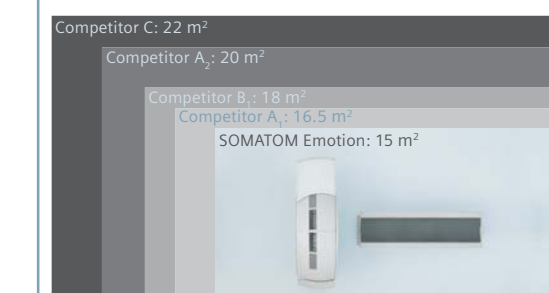 Competitor C: 22 m²
Competitor A₂: 20 m²
Competitor B₁: 18 m²
Competitor A₁: 16.5 m²
SOMATOM Emotion: 15 m²